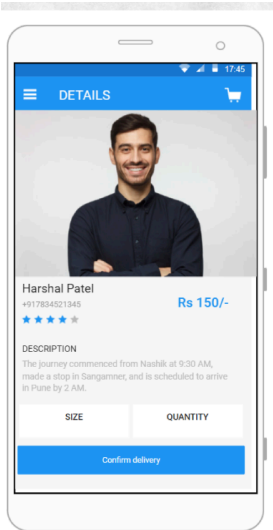 17:45
DETAILS
Harshal Patel
+917834521345
Rs 150/-
DESCRIPTION
The journey commenced from Nashik at 9:30 AM,
made a stop in Sangamner, and is scheduled to arrive
in Pune by 2 AM.
SIZE QUANTITY
Confirm delivery